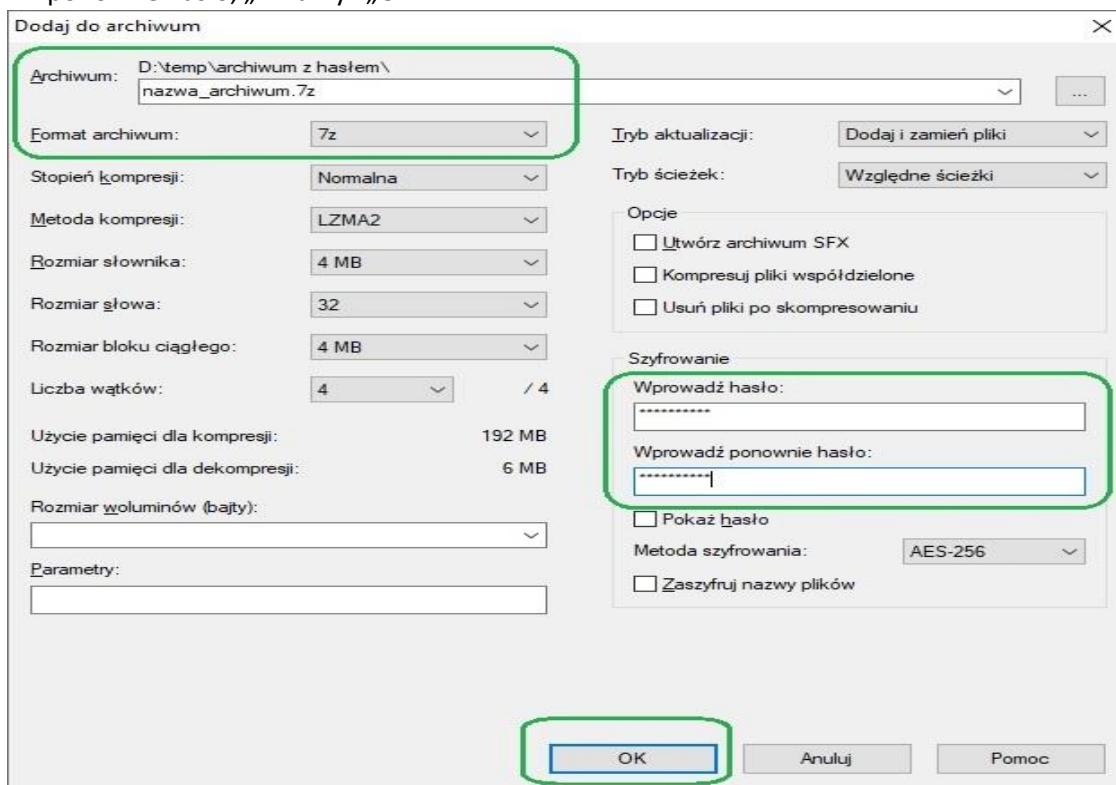 Dodaj do archiwum
Archiwum: D:\temp\archiwum z hasłem\
nazwa_archiwum.7z
...
Format archiwum: 7z
Stopień kompresji: Normalna
Metoda kompresji: LZMA2
Rozmiar słownika: 4 MB
Rozmiar słowa: 32
Rozmiar bloku ciągłego: 4 MB
Liczba wątków: 4 / 4
Użycie pamięci dla kompresji: 192 MB
Użycie pamięci dla dekompresji: 6 MB
Rozmiar woluminów (bajty):
Parametry:
Tryb aktualizacji: Dodaj i zamień pliki
Tryb ścieżek: Względne ścieżki
Opcje
Utwórz archiwum SFX
Kompresuj pliki współdzielone
Usuń pliki po skompresowaniu
Szyfrowanie
Wprowadź hasło:
**********
Wprowadź ponownie hasło:
**********
Pokaż hasło
Metoda szyfrowania: AES-256
Zaszyfruj nazwy plików
OK Anuluj Pomoc